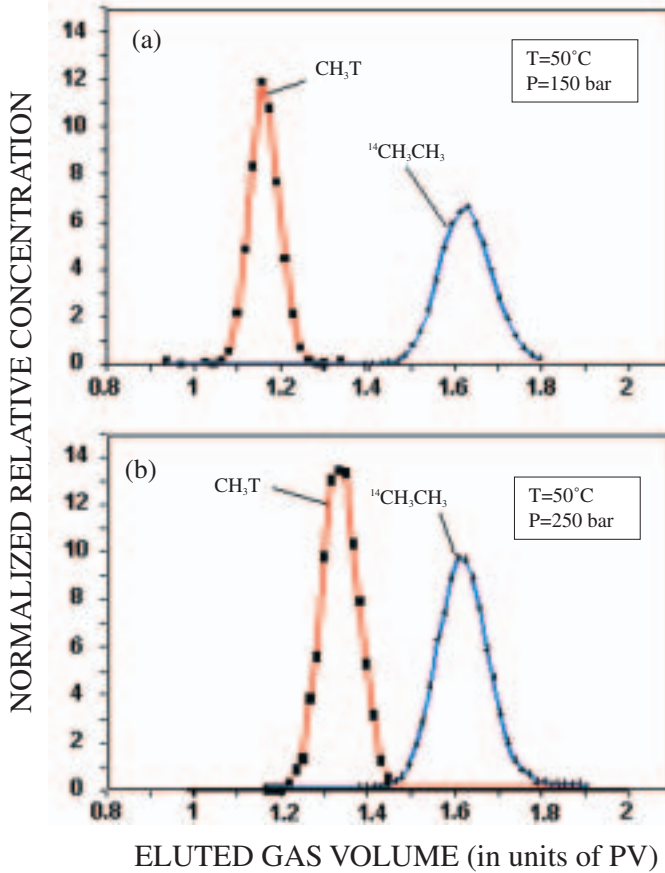 NORMALIZED RELATIVE CONCENTRATION
(a)
CH₃T
¹⁴CH₃CH₃
T=50˚C
P=150 bar
14
12
10
8
6
4
2
0
0.8 1 1.2 1.4 1.6 1.8 2
(b)
CH₃T
¹⁴CH₃CH₃
T=50˚C
P=250 bar
14
12
10
8
6
4
2
0
0.8 1 1.2 1.4 1.6 1.8 2
ELUTED GAS VOLUME (in units of PV)